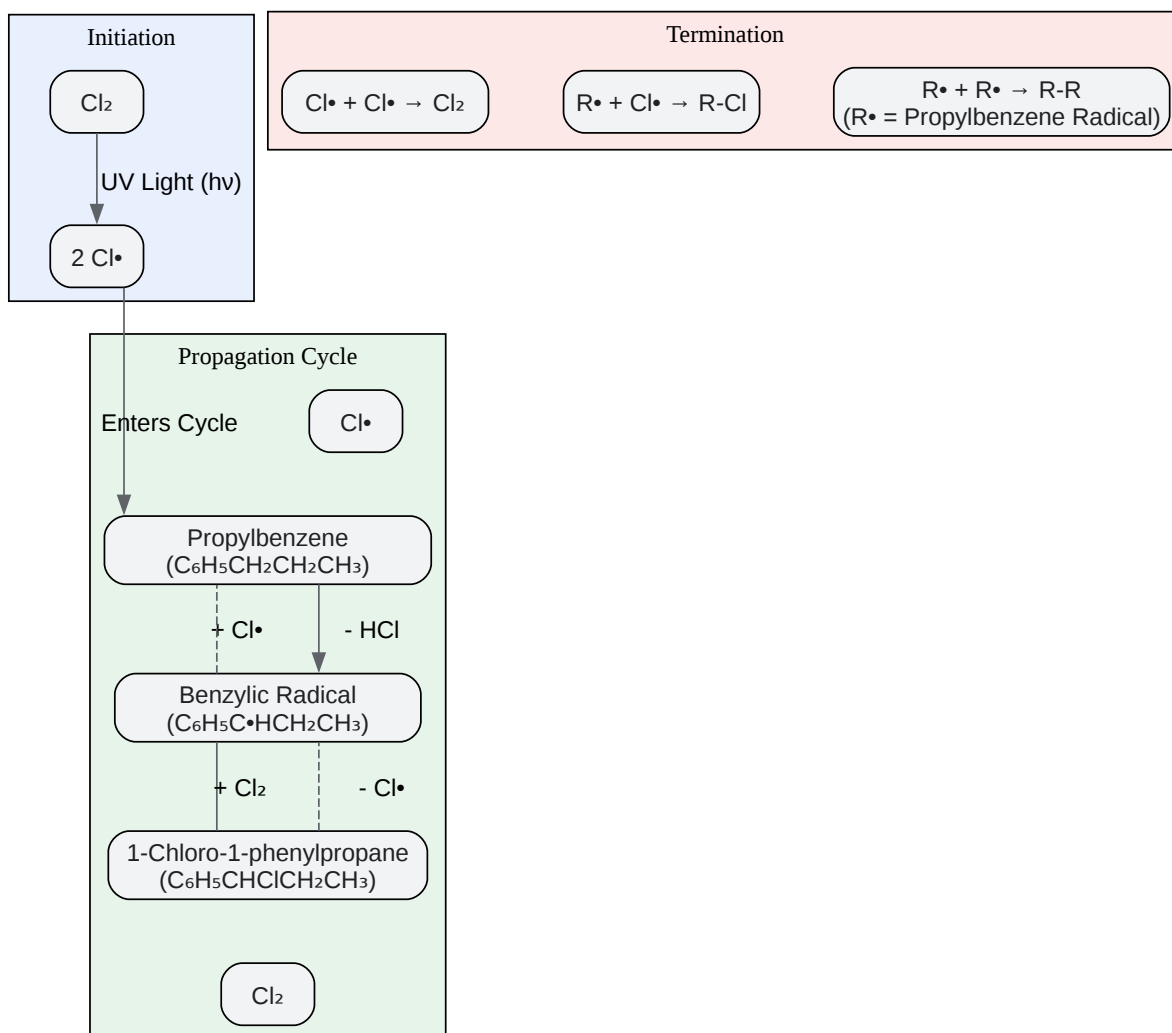 Initiation
Cl₂
UV Light (hν)
2 Cl•
Termination
Cl• + Cl• → Cl₂
R• + Cl• → R-Cl
R• + R• → R-R
(R• = Propylbenzene Radical)
Propagation Cycle
Enters Cycle
Cl•
Propylbenzene
(C₆H₅CH₂CH₂CH₃)
+ Cl•
- HCl
Benzylic Radical
(C₆H₅C•HCH₂CH₃)
+ Cl₂
- Cl•
1-Chloro-1-phenylpropane
(C₆H₅CHClCH₂CH₃)
Cl₂